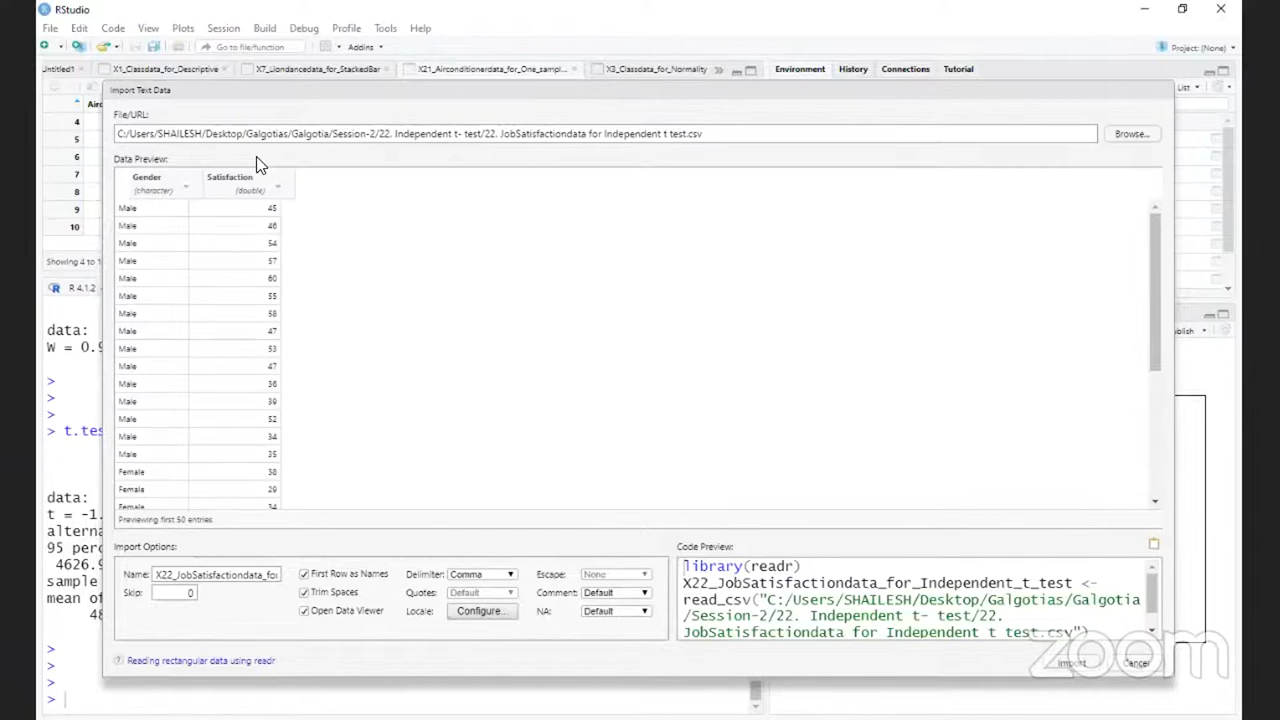 RStudio
File Edit Code View Plots Session Build Debug Profile Tools Help
Go to file/function Addins Project: (None)
Untitled1 X1_Classdata_for_Descriptive X7_Liondancedata_for_StackedBar X21_Airconditionerdata_for_One_sampl... X3_Classdata_for_Normality Environment History Connections Tutorial
Import Text Data
List
File/URL:
C:/Users/SHAILESH/Desktop/Galgotias/Galgotia/Session-2/22. Independent t- test/22. JobSatisfactiondata for Independent t test.csv
Browse...
Data Preview:
Gender Satisfaction
(character) (double)
Male 45
Male 46
Male 54
Male 57
Male 60
Male 55
Male 58
Male 47
Male 53
Male 47
Male 36
Male 39
Male 52
Male 34
Male 35
Female 38
Female 29
Female 34
Previewing first 50 entries
4
5
6
7
8
9
10
Showing 4 to 1
R 4.1.2
data:
W = 0.9
>
>
>
> t.tes
data:
t = -1.
alterna
95 perc
4626.9
sample
mean of
48
>
>
>
>
ublish
Import Options:
Name: X22_JobSatisfactiondata_for First Row as Names Delimiter: Comma Escape: None
Skip: 0 Trim Spaces Quotes: Default Comment: Default
Open Data Viewer Locale: Configure... NA: Default
Code Preview:
library(readr)
X22_JobSatisfactiondata_for_Independent_t_test <-
read_csv("C:/Users/SHAILESH/Desktop/Galgotias/Galgotia
/Session-2/22. Independent t- test/22.
JobSatisfactiondata for Independent t test.csv")
Reading rectangular data using readr
Import Cancel
zoom